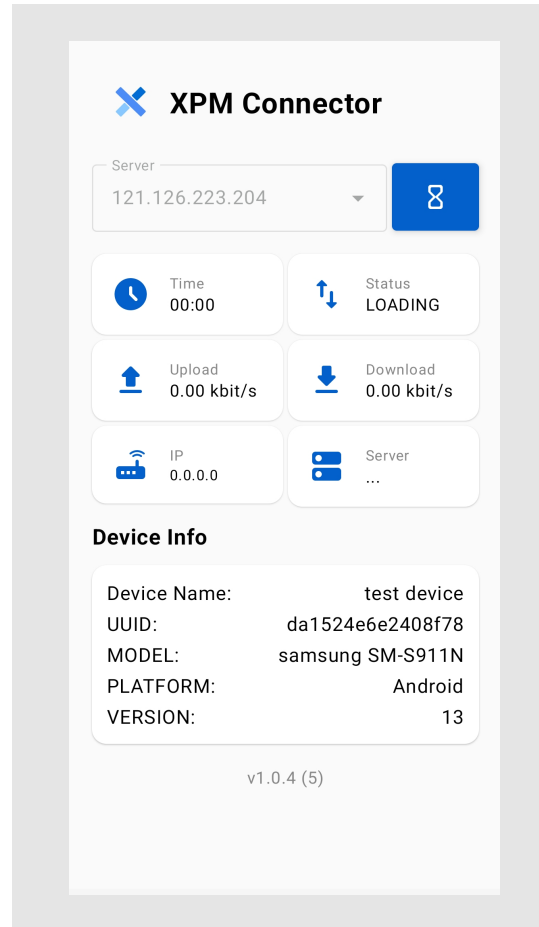 XPM Connector
Server
121.126.223.204
Time
00:00
Status
LOADING
Upload
0.00 kbit/s
Download
0.00 kbit/s
IP
0.0.0.0
Server
...
Device Info
Device Name: test device
UUID: da1524e6e2408f78
MODEL: samsung SM-S911N
PLATFORM: Android
VERSION: 13
v1.0.4 (5)